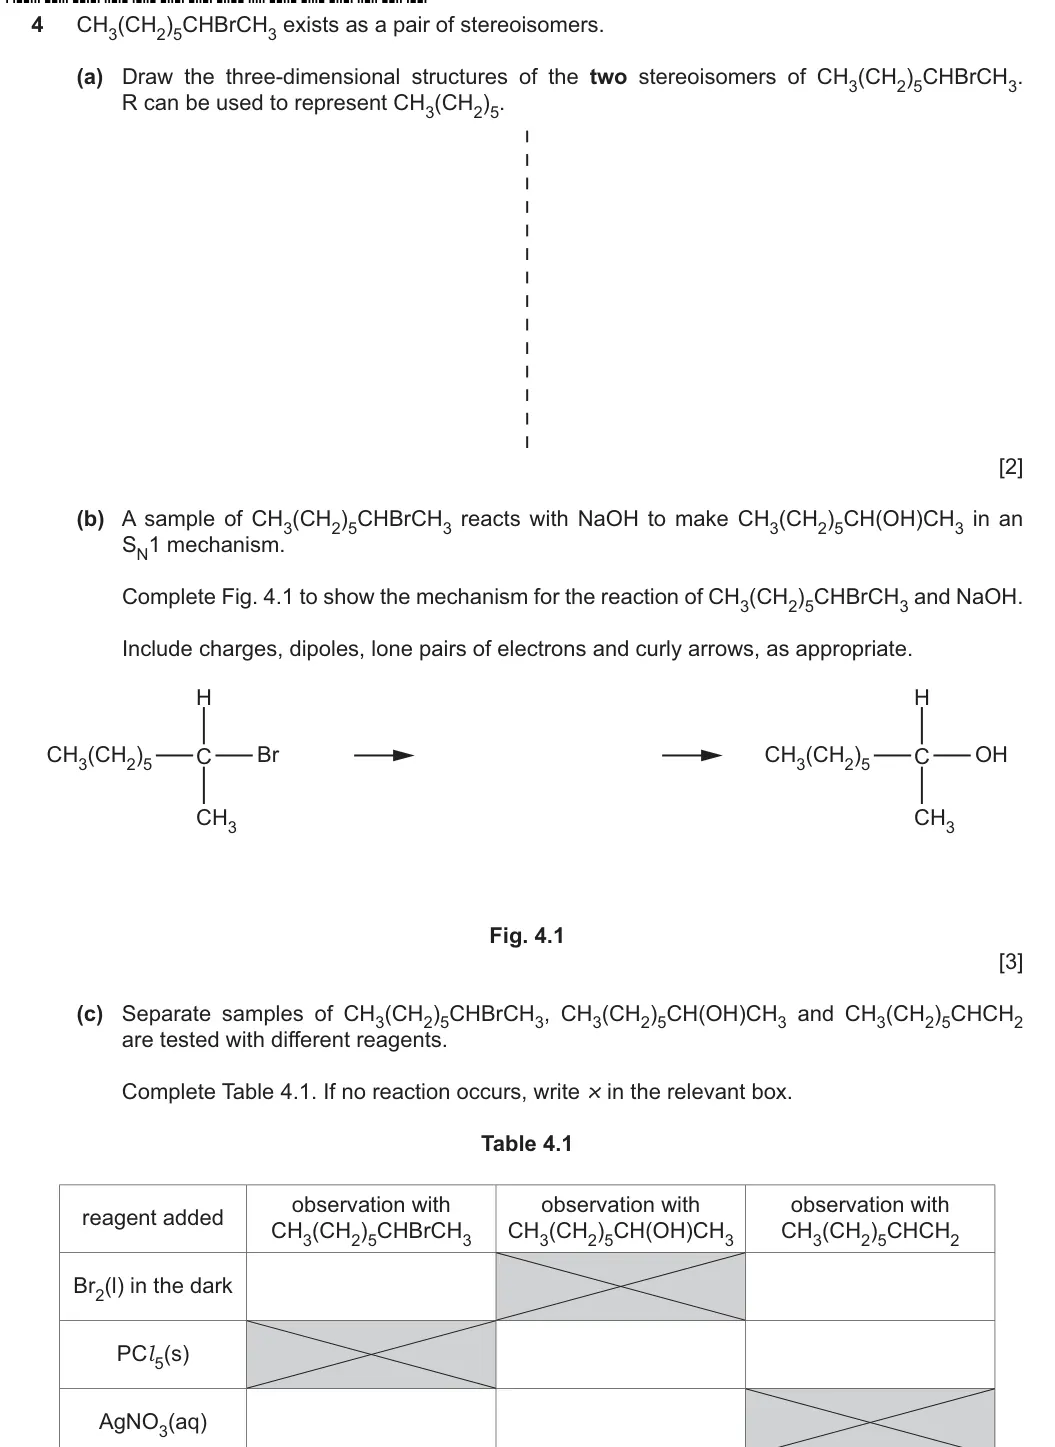 4 CH₃(CH₂)₅CHBrCH₃ exists as a pair of stereoisomers.
(a) Draw the three-dimensional structures of the two stereoisomers of CH₃(CH₂)₅CHBrCH₃.
R can be used to represent CH₃(CH₂)₅.
[2]
(b) A sample of CH₃(CH₂)₅CHBrCH₃ reacts with NaOH to make CH₃(CH₂)₅CH(OH)CH₃ in an
S_N1 mechanism.
Complete Fig. 4.1 to show the mechanism for the reaction of CH₃(CH₂)₅CHBrCH₃ and NaOH.
Include charges, dipoles, lone pairs of electrons and curly arrows, as appropriate.
H H
CH₃(CH₂)₅ C Br CH₃(CH₂)₅ C OH
CH₃ CH₃
Fig. 4.1
[3]
(c) Separate samples of CH₃(CH₂)₅CHBrCH₃, CH₃(CH₂)₅CH(OH)CH₃ and CH₃(CH₂)₅CHCH₂
are tested with different reagents.
Complete Table 4.1. If no reaction occurs, write × in the relevant box.
Table 4.1
reagent added
observation with
CH₃(CH₂)₅CHBrCH₃
observation with
CH₃(CH₂)₅CH(OH)CH₃
observation with
CH₃(CH₂)₅CHCH₂
Br₂(l) in the dark
PCl₅(s)
AgNO₃(aq)